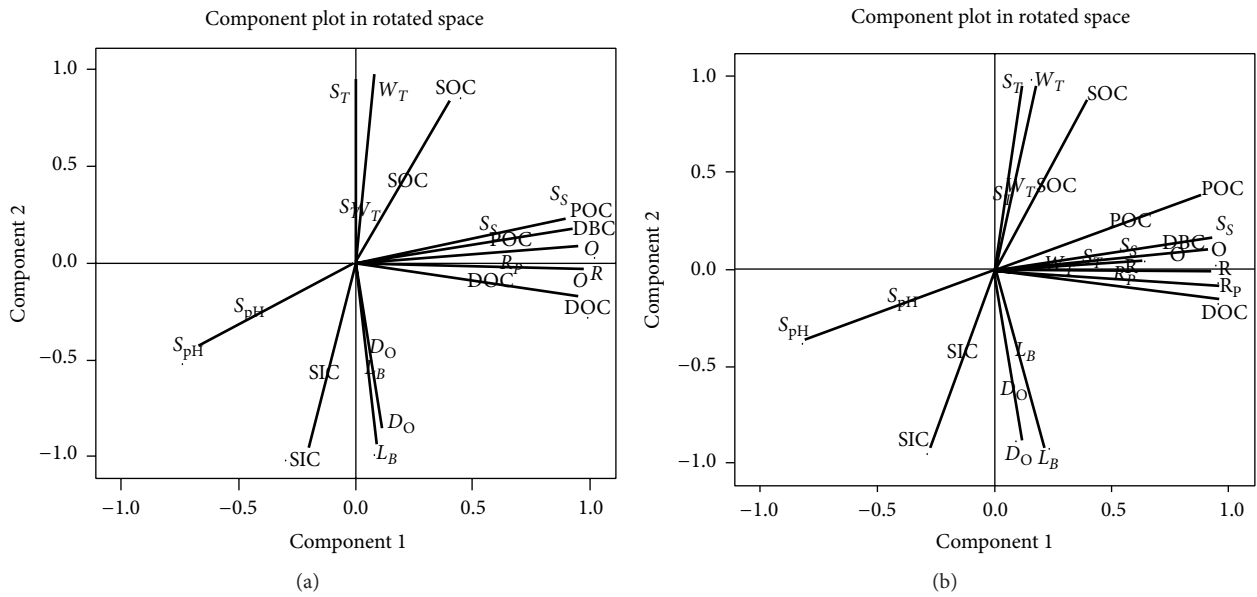 Component plot in rotated space
1.0
0.5
0.0
−0.5
−1.0
−1.0
−0.5
0.0
0.5
1.0
Component 2
Component 1
S_T
W_T
SOC
SOC
S_T
W_T
S_S
POC
S_S
DBC
POC
O
R_P
R
DOC
O
DOC
S_pH
S_pH
D_O
SIC
L_B
D_O
SIC
L_B
(a)
Component plot in rotated space
1.0
0.5
0.0
−0.5
−1.0
−1.0
−0.5
0.0
0.5
1.0
Component 2
Component 1
S_T
W_T
SOC
S_T
W_T
SOC
POC
POC
S_S
DBC
S_S
O
O
W_T
S_T
R
R
R_P
R_P
DOC
S_pH
S_pH
SIC
L_B
D_O
SIC
D_O
L_B
(b)